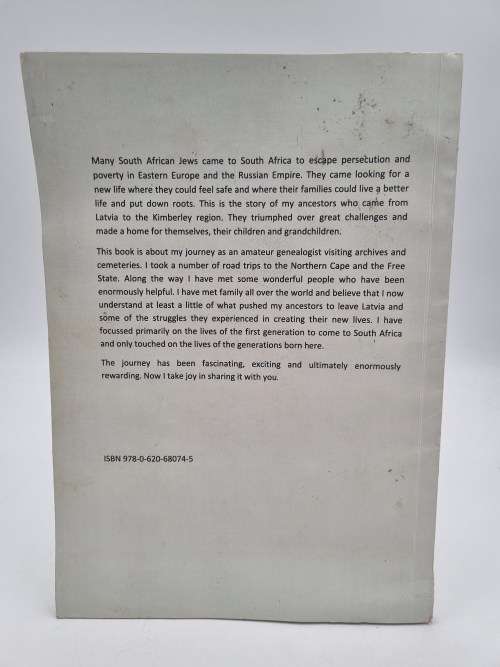 Many South African Jews came to South Africa to escape persecution and
poverty in Eastern Europe and the Russian Empire. They came looking for a
new life where they could feel safe and where their families could live a better
life and put down roots. This is the story of my ancestors who came from
Latvia to the Kimberley region. They triumphed over great challenges and
made a home for themselves, their children and grandchildren.
This book is about my journey as an amateur genealogist visiting archives and
cemeteries. I took a number of road trips to the Northern Cape and the Free
State. Along the way I have met some wonderful people who have been
enormously helpful. I have met family all over the world and believe that I now
understand at least a little of what pushed my ancestors to leave Latvia and
some of the struggles they experienced in creating their new lives. I have
focussed primarily on the lives of the first generation to come to South Africa
and only touched on the lives of the generations born here.
The journey has been fascinating, exciting and ultimately enormously
rewarding. Now I take joy in sharing it with you.
ISBN 978-0-620-68074-5